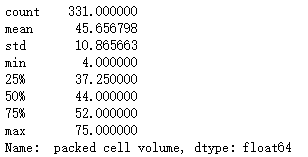 count    331.000000
mean      45.656798
std       10.865663
min        4.000000
25%       37.250000
50%       44.000000
75%       52.000000
max       75.000000
Name:  packed cell volume, dtype: float64